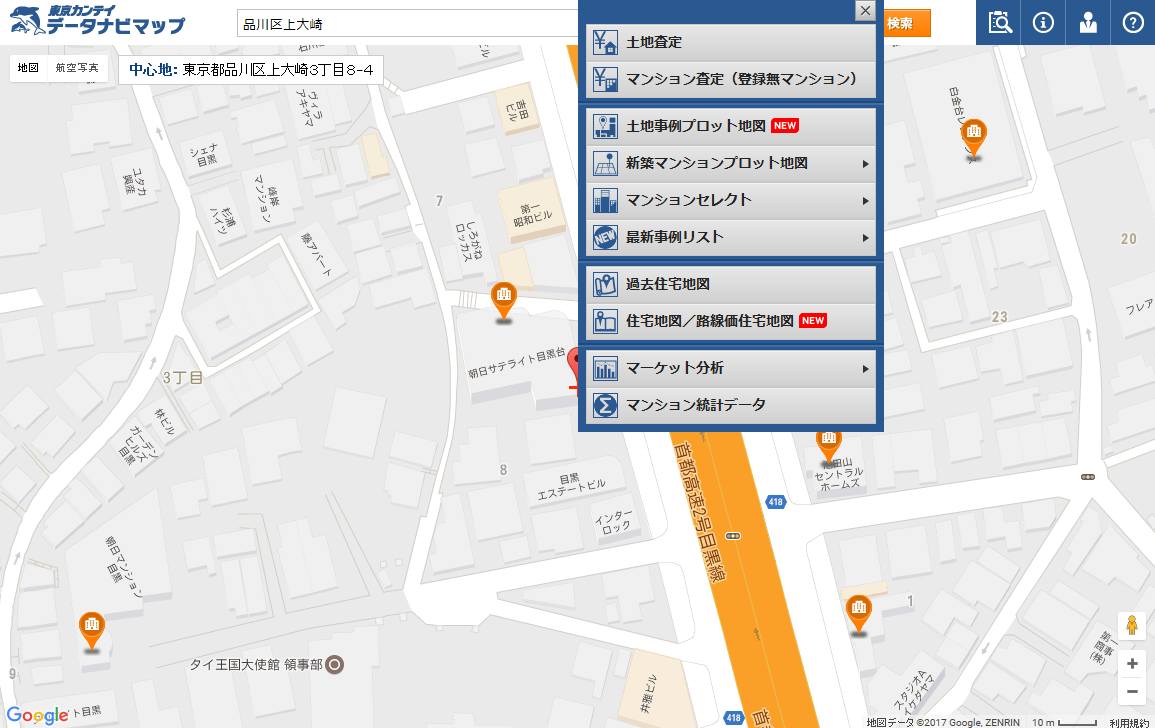 東京カンテイ
データナビマップ
品川区上大崎
検索
地図
航空写真
中心地: 東京都品川区上大崎3丁目8-4
土地査定
マンション査定（登録無マンション）
土地事例プロット地図 NEW
新築マンションプロット地図
マンションセレクト
NEW 最新事例リスト
過去住宅地図
住宅地図／路線価住宅地図 NEW
マーケット分析
マンション統計データ
ヴィラ
アキヤマ
吉田
ビル
シェナ
目黒
ユタカ
興産
杉浦
ハイツ
マンション
藤アパート
7
第一
昭和ビル
しろがね
ロッカス
20
23
フレア
3丁目
朝日サテライト目黒台
林ビル
ガーデン
ヒルズ
目黒
8
目黒
エステートビル
インター
ロック
セントラル
ホームズ
418
首都高速2号目黒線
朝日マンション
目黒
1
タイ王国大使館 領事部
9
井雅ビル
スタジオA
イケダヤマ
第一
商事
(株)
418
首都
Google
ト目黒
地図データ ©2017 Google, ZENRIN
10 m
利用規約